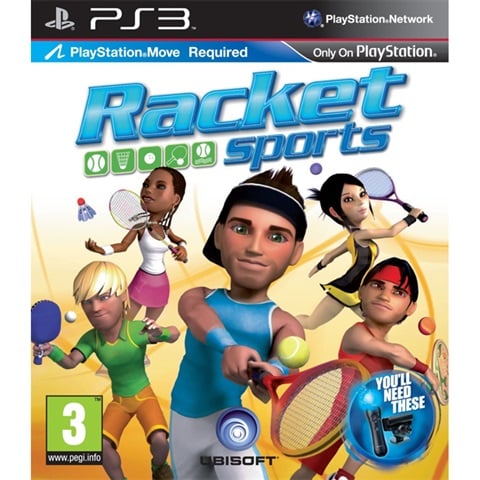 PS3
PlayStation®Network
PlayStation®Move Required
Only On PlayStation®
Racket
sports
YOU'LL
NEED
THESE
3
www.pegi.info
UBISOFT™